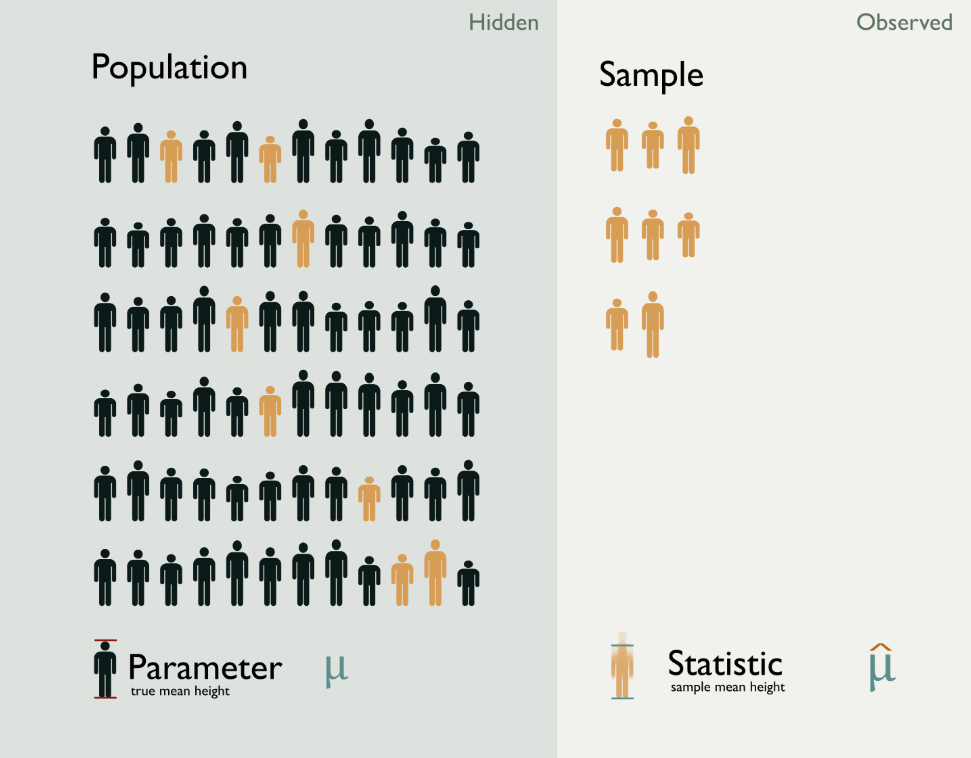 Hidden
Population
Parameter
true mean height
μ
Observed
Sample
Statistic
sample mean height
μ̂